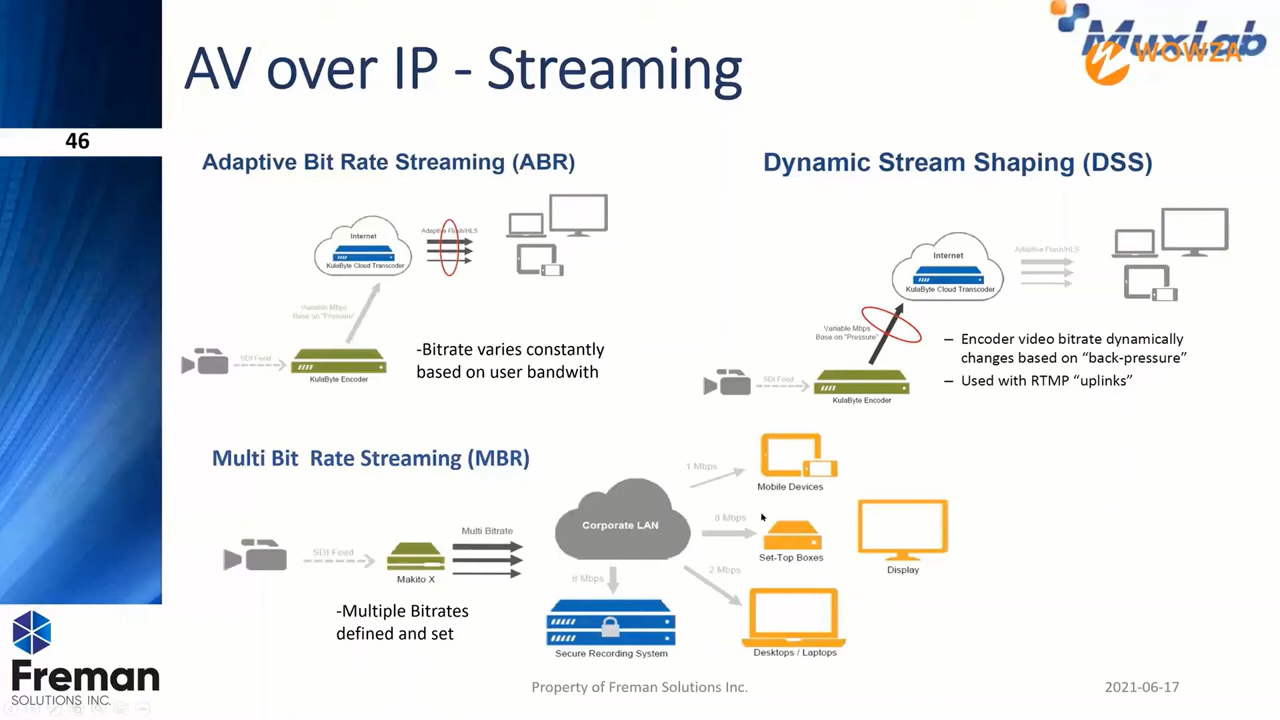 MuxLab
WOWZA
AV over IP - Streaming
46
Adaptive Bit Rate Streaming (ABR)
Internet
KulaByte Cloud Transcoder
Adaptive Flash/HLS
Variable Mbps
Base on "Pressure"
SDI Feed
KulaByte Encoder
-Bitrate varies constantly
based on user bandwith
Dynamic Stream Shaping (DSS)
Internet
KulaByte Cloud Transcoder
Adaptive Flash/HLS
Variable Mbps
Base on "Pressure"
SDI Feed
KulaByte Encoder
– Encoder video bitrate dynamically
changes based on “back-pressure”
– Used with RTMP “uplinks”
Multi Bit Rate Streaming (MBR)
SDI Feed
Makito X
Multi Bitrate
Corporate LAN
1 Mbps
Mobile Devices
8 Mbps
Set-Top Boxes
Display
2 Mbps
Desktops / Laptops
8 Mbps
Secure Recording System
-Multiple Bitrates
defined and set
Freman
SOLUTIONS INC.
Property of Freman Solutions Inc.
2021-06-17